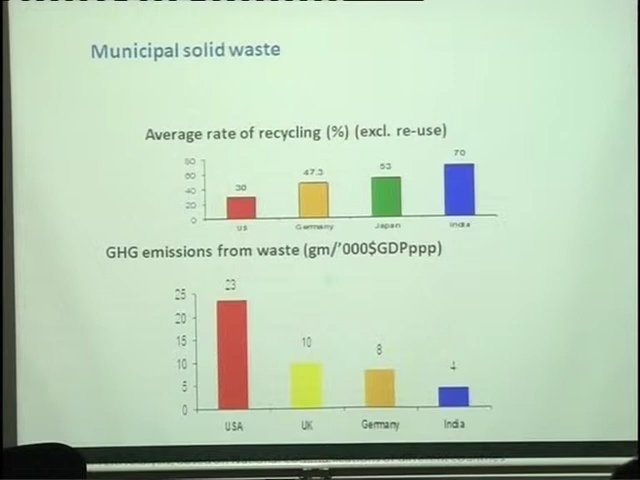 Municipal solid waste
Average rate of recycling (%) (excl. re-use)
80
60
40
20
0
30
47.3
53
70
US
Germany
Japan
India
GHG emissions from waste (gm/'000$GDPppp)
25
20
15
10
5
0
23
10
8
4
USA
UK
Germany
India